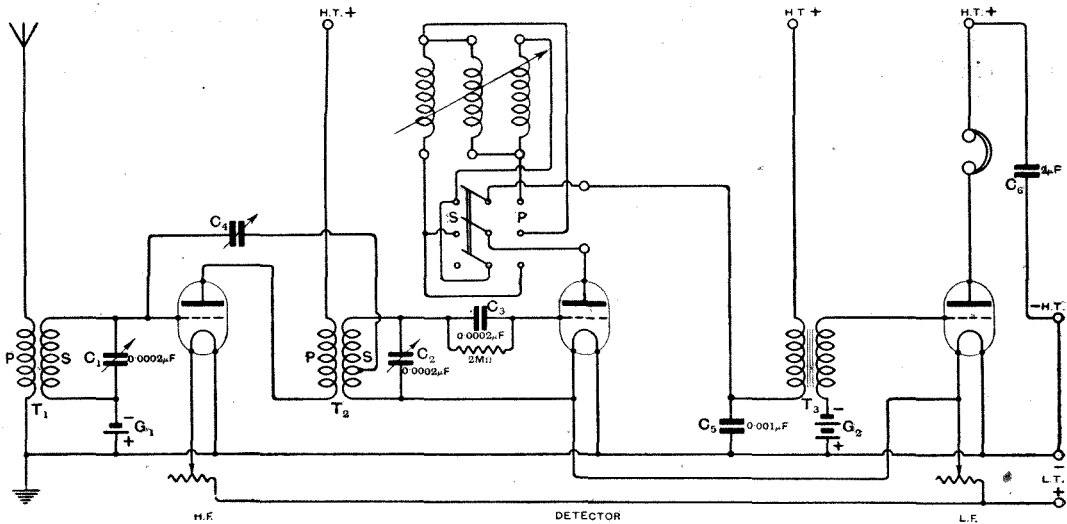 H.T.+
H.T.+
H.T.+
H.T.+
C4
S
P
C6
2μF
C3
0.0002μF
2MΩ
-H.T.
P
S
C1
0.0002μF
T1
P
S
C2
0.0002μF
T2
T3
-
G1
+
C5
0.001μF
-
G2
+
-
L.T.
+
H.F.
DETECTOR
L.F.